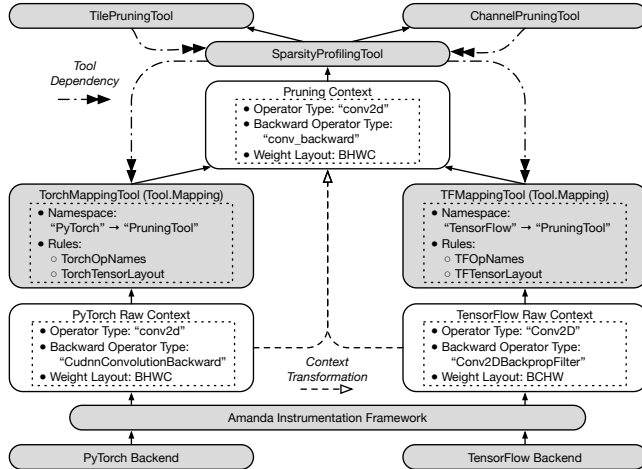 TilePruningTool
ChannelPruningTool
SparsityProfilingTool
Tool
Dependency
Pruning Context
• Operator Type: “conv2d”
• Backward Operator Type:
“conv_backward”
• Weight Layout: BHWC
TorchMappingTool (Tool.Mapping)
• Namespace:
“PyTorch” → “PruningTool”
• Rules:
○ TorchOpNames
○ TorchTensorLayout
TFMappingTool (Tool.Mapping)
• Namespace:
“TensorFlow” → “PruningTool”
• Rules:
○ TFOpNames
○ TFTensorLayout
PyTorch Raw Context
• Operator Type: “conv2d”
• Backward Operator Type:
“CudnnConvolutionBackward”
• Weight Layout: BHWC
Context
Transformation
TensorFlow Raw Context
• Operator Type: “Conv2D”
• Backward Operator Type:
“Conv2DBackpropFilter”
• Weight Layout: BCHW
Amanda Instrumentation Framework
PyTorch Backend
TensorFlow Backend